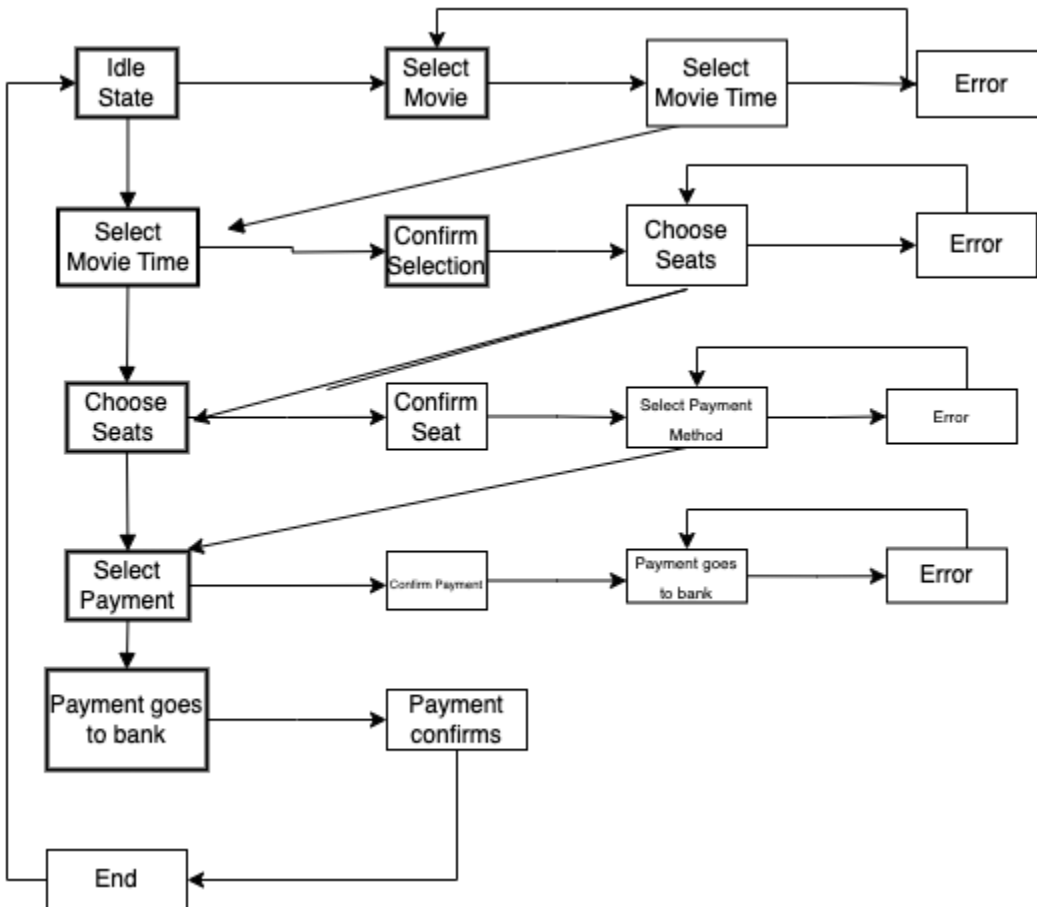 Idle
State
Select
Movie
Select
Movie Time
Error
Select
Movie Time
Confirm
Selection
Choose
Seats
Error
Choose
Seats
Confirm
Seat
Select Payment
Method
Error
Select
Payment
Confirm Payment
Payment goes
to bank
Error
Payment goes
to bank
Payment
confirms
End